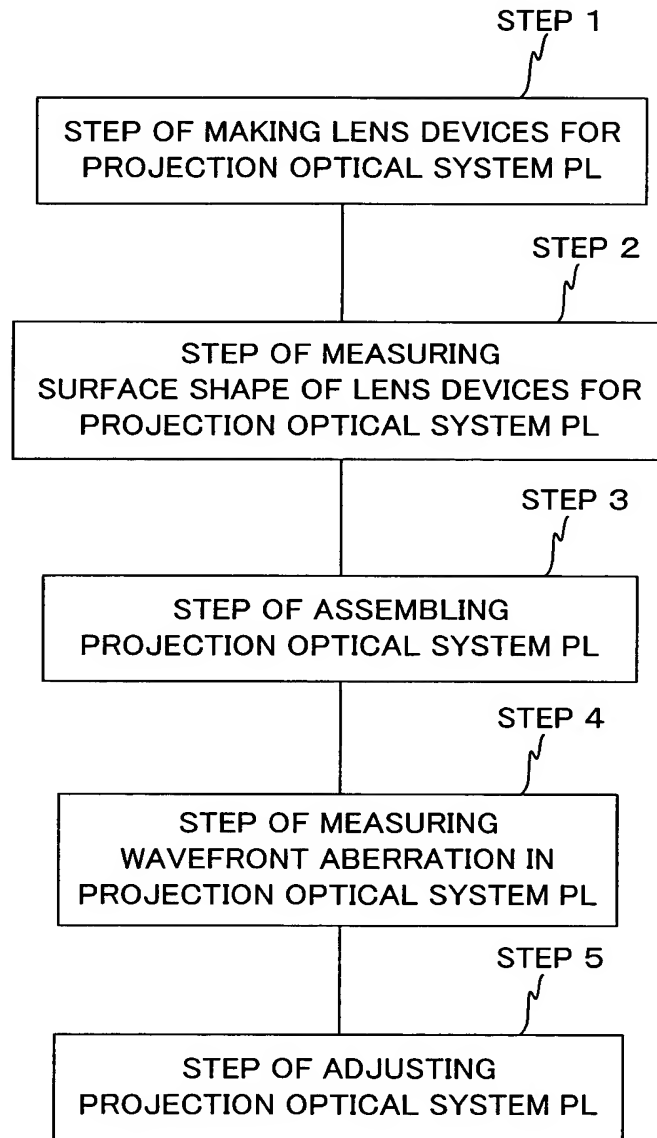 STEP 1
STEP OF MAKING LENS DEVICES FOR
PROJECTION OPTICAL SYSTEM PL
STEP 2
STEP OF MEASURING
SURFACE SHAPE OF LENS DEVICES FOR
PROJECTION OPTICAL SYSTEM PL
STEP 3
STEP OF ASSEMBLING
PROJECTION OPTICAL SYSTEM PL
STEP 4
STEP OF MEASURING
WAVEFRONT ABERRATION IN
PROJECTION OPTICAL SYSTEM PL
STEP 5
STEP OF ADJUSTING
PROJECTION OPTICAL SYSTEM PL